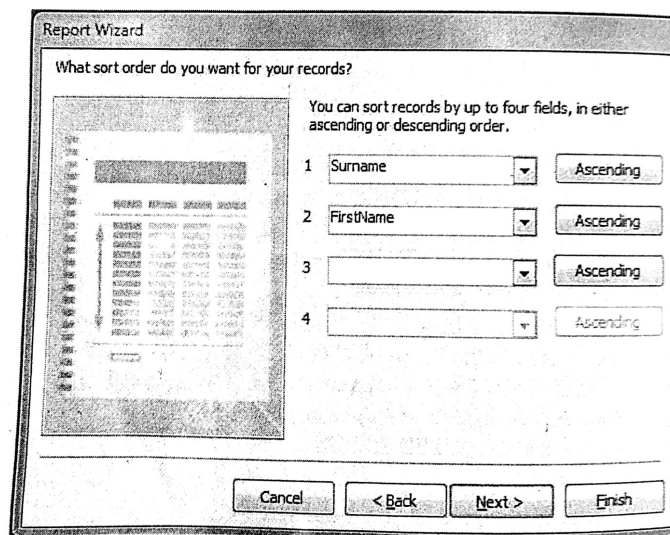 Report Wizard
What sort order do you want for your records?
You can sort records by up to four fields, in either
ascending or descending order.
1 Surname Ascending
2 FirstName Ascending
3 Ascending
4 Ascending
Cancel < Back Next > Finish